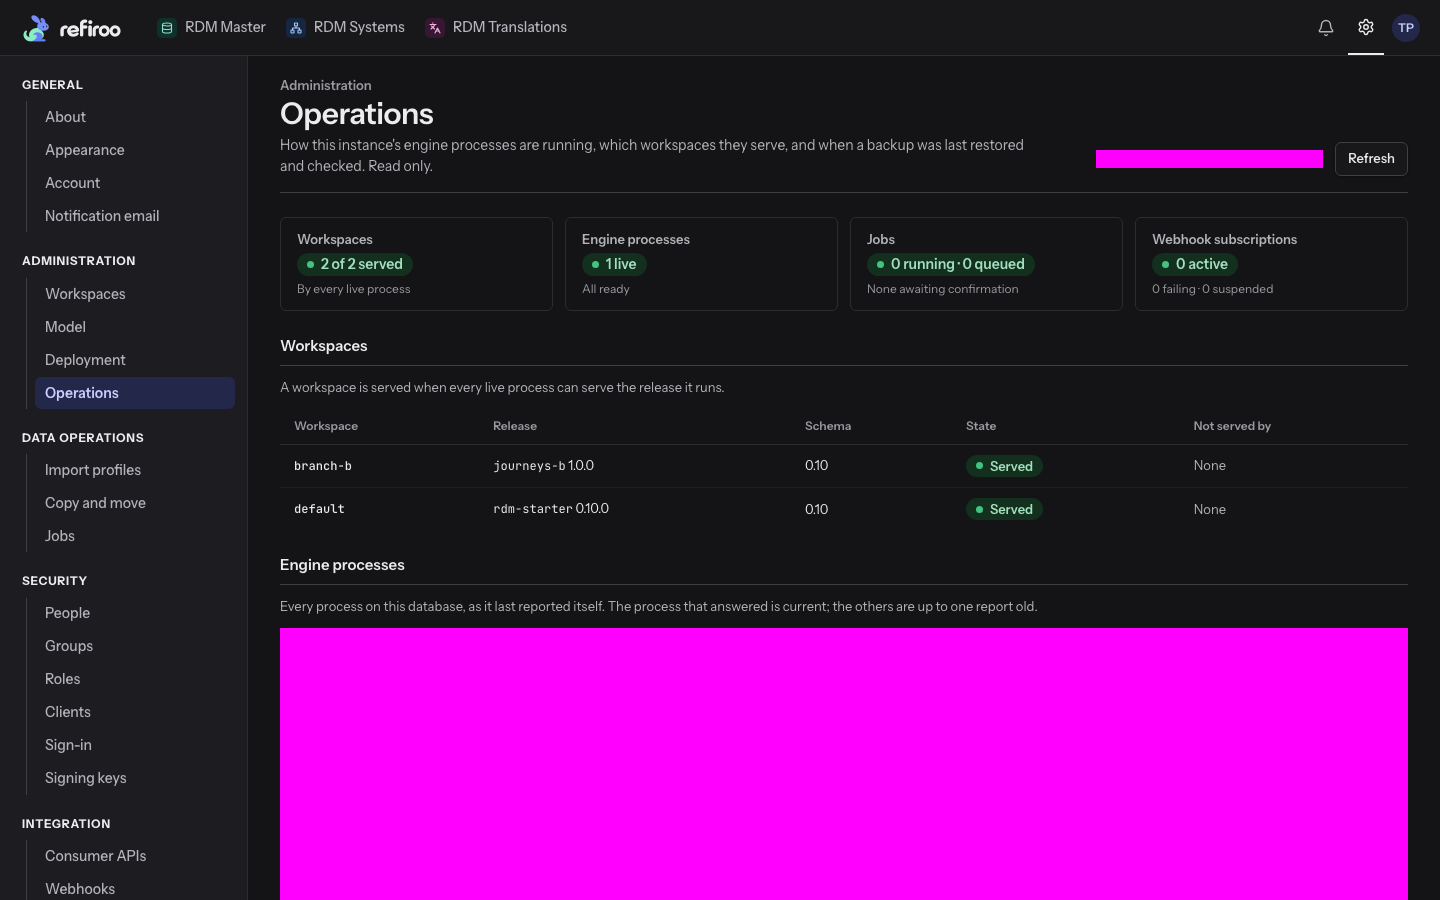 refiroo
RDM Master
RDM Systems
RDM Translations
TP
GENERAL
About
Appearance
Account
Notification email
ADMINISTRATION
Workspaces
Model
Deployment
Operations
DATA OPERATIONS
Import profiles
Copy and move
Jobs
SECURITY
People
Groups
Roles
Clients
Sign-in
Signing keys
INTEGRATION
Consumer APIs
Webhooks
Administration
Operations
How this instance's engine processes are running, which workspaces they serve, and when a backup was last restored
and checked. Read only.
Refresh
Workspaces
2 of 2 served
By every live process
Engine processes
1 live
All ready
Jobs
0 running · 0 queued
None awaiting confirmation
Webhook subscriptions
0 active
0 failing · 0 suspended
Workspaces
A workspace is served when every live process can serve the release it runs.
Workspace Release Schema State Not served by
branch-b journeys-b 1.0.0 0.10 Served None
default rdm-starter 0.10.0 0.10 Served None
Engine processes
Every process on this database, as it last reported itself. The process that answered is current; the others are up to one report old.